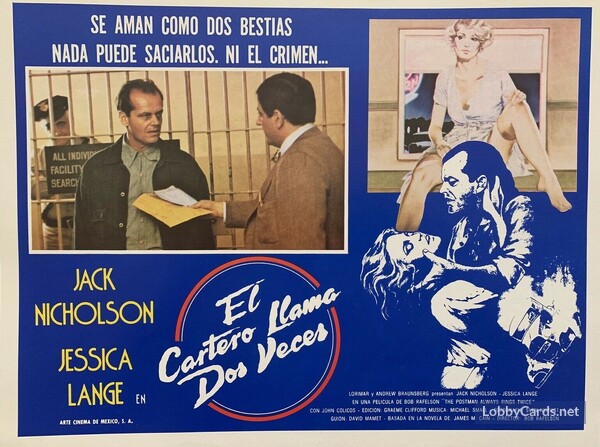 SE AMAN COMO DOS BESTIAS
NADA PUEDE SACIARLOS. NI EL CRIMEN...
ALL INDIVID
FACILITY
SEARCH
JACK
NICHOLSON
JESSICA
LANGE EN
El
Cartero Llama
Dos Veces
ARTE CINEMA DE MEXICO, S. A.
LORIMAR y ANDREW BRAUNSBERG presentan JACK NICHOLSON - JESSICA LANGE
EN UNA PELICULA DE BOB RAFELSON "THE POSTMAN ALWAYS RINGS TWICE"
CON JOHN COLICOS - EDICION: GRAEME CLIFFORD MUSICA: MICHAEL SMALL
GUION: DAVID MAMET - BASADA EN LA NOVELA DE JAMES M. CAIN - DIRECTOR: BOB RAFELSON
LobbyCards.net